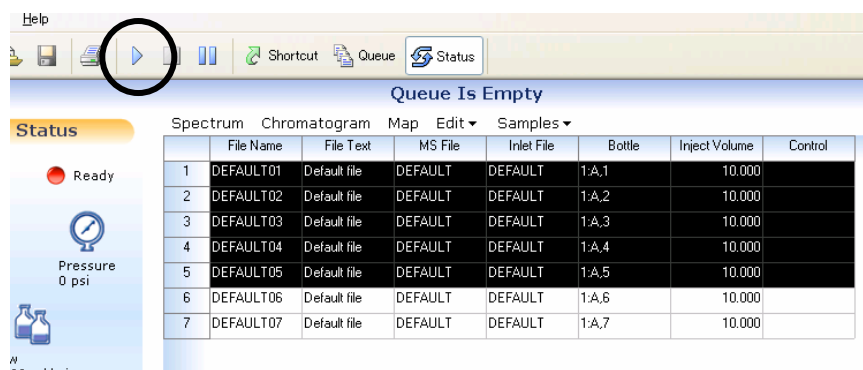 Help
Shortcut Queue Status
Queue Is Empty
Status
Spectrum Chromatogram Map Edit Samples
File Name File Text MS File Inlet File Bottle Inject Volume Control
1 DEFAULT01 Default file DEFAULT DEFAULT 1:A,1 10.000
Ready
2 DEFAULT02 Default file DEFAULT DEFAULT 1:A,2 10.000
3 DEFAULT03 Default file DEFAULT DEFAULT 1:A,3 10.000
4 DEFAULT04 Default file DEFAULT DEFAULT 1:A,4 10.000
5 DEFAULT05 Default file DEFAULT DEFAULT 1:A,5 10.000
Pressure
0 psi
6 DEFAULT06 Default file DEFAULT DEFAULT 1:A,6 10.000
7 DEFAULT07 Default file DEFAULT DEFAULT 1:A,7 10.000